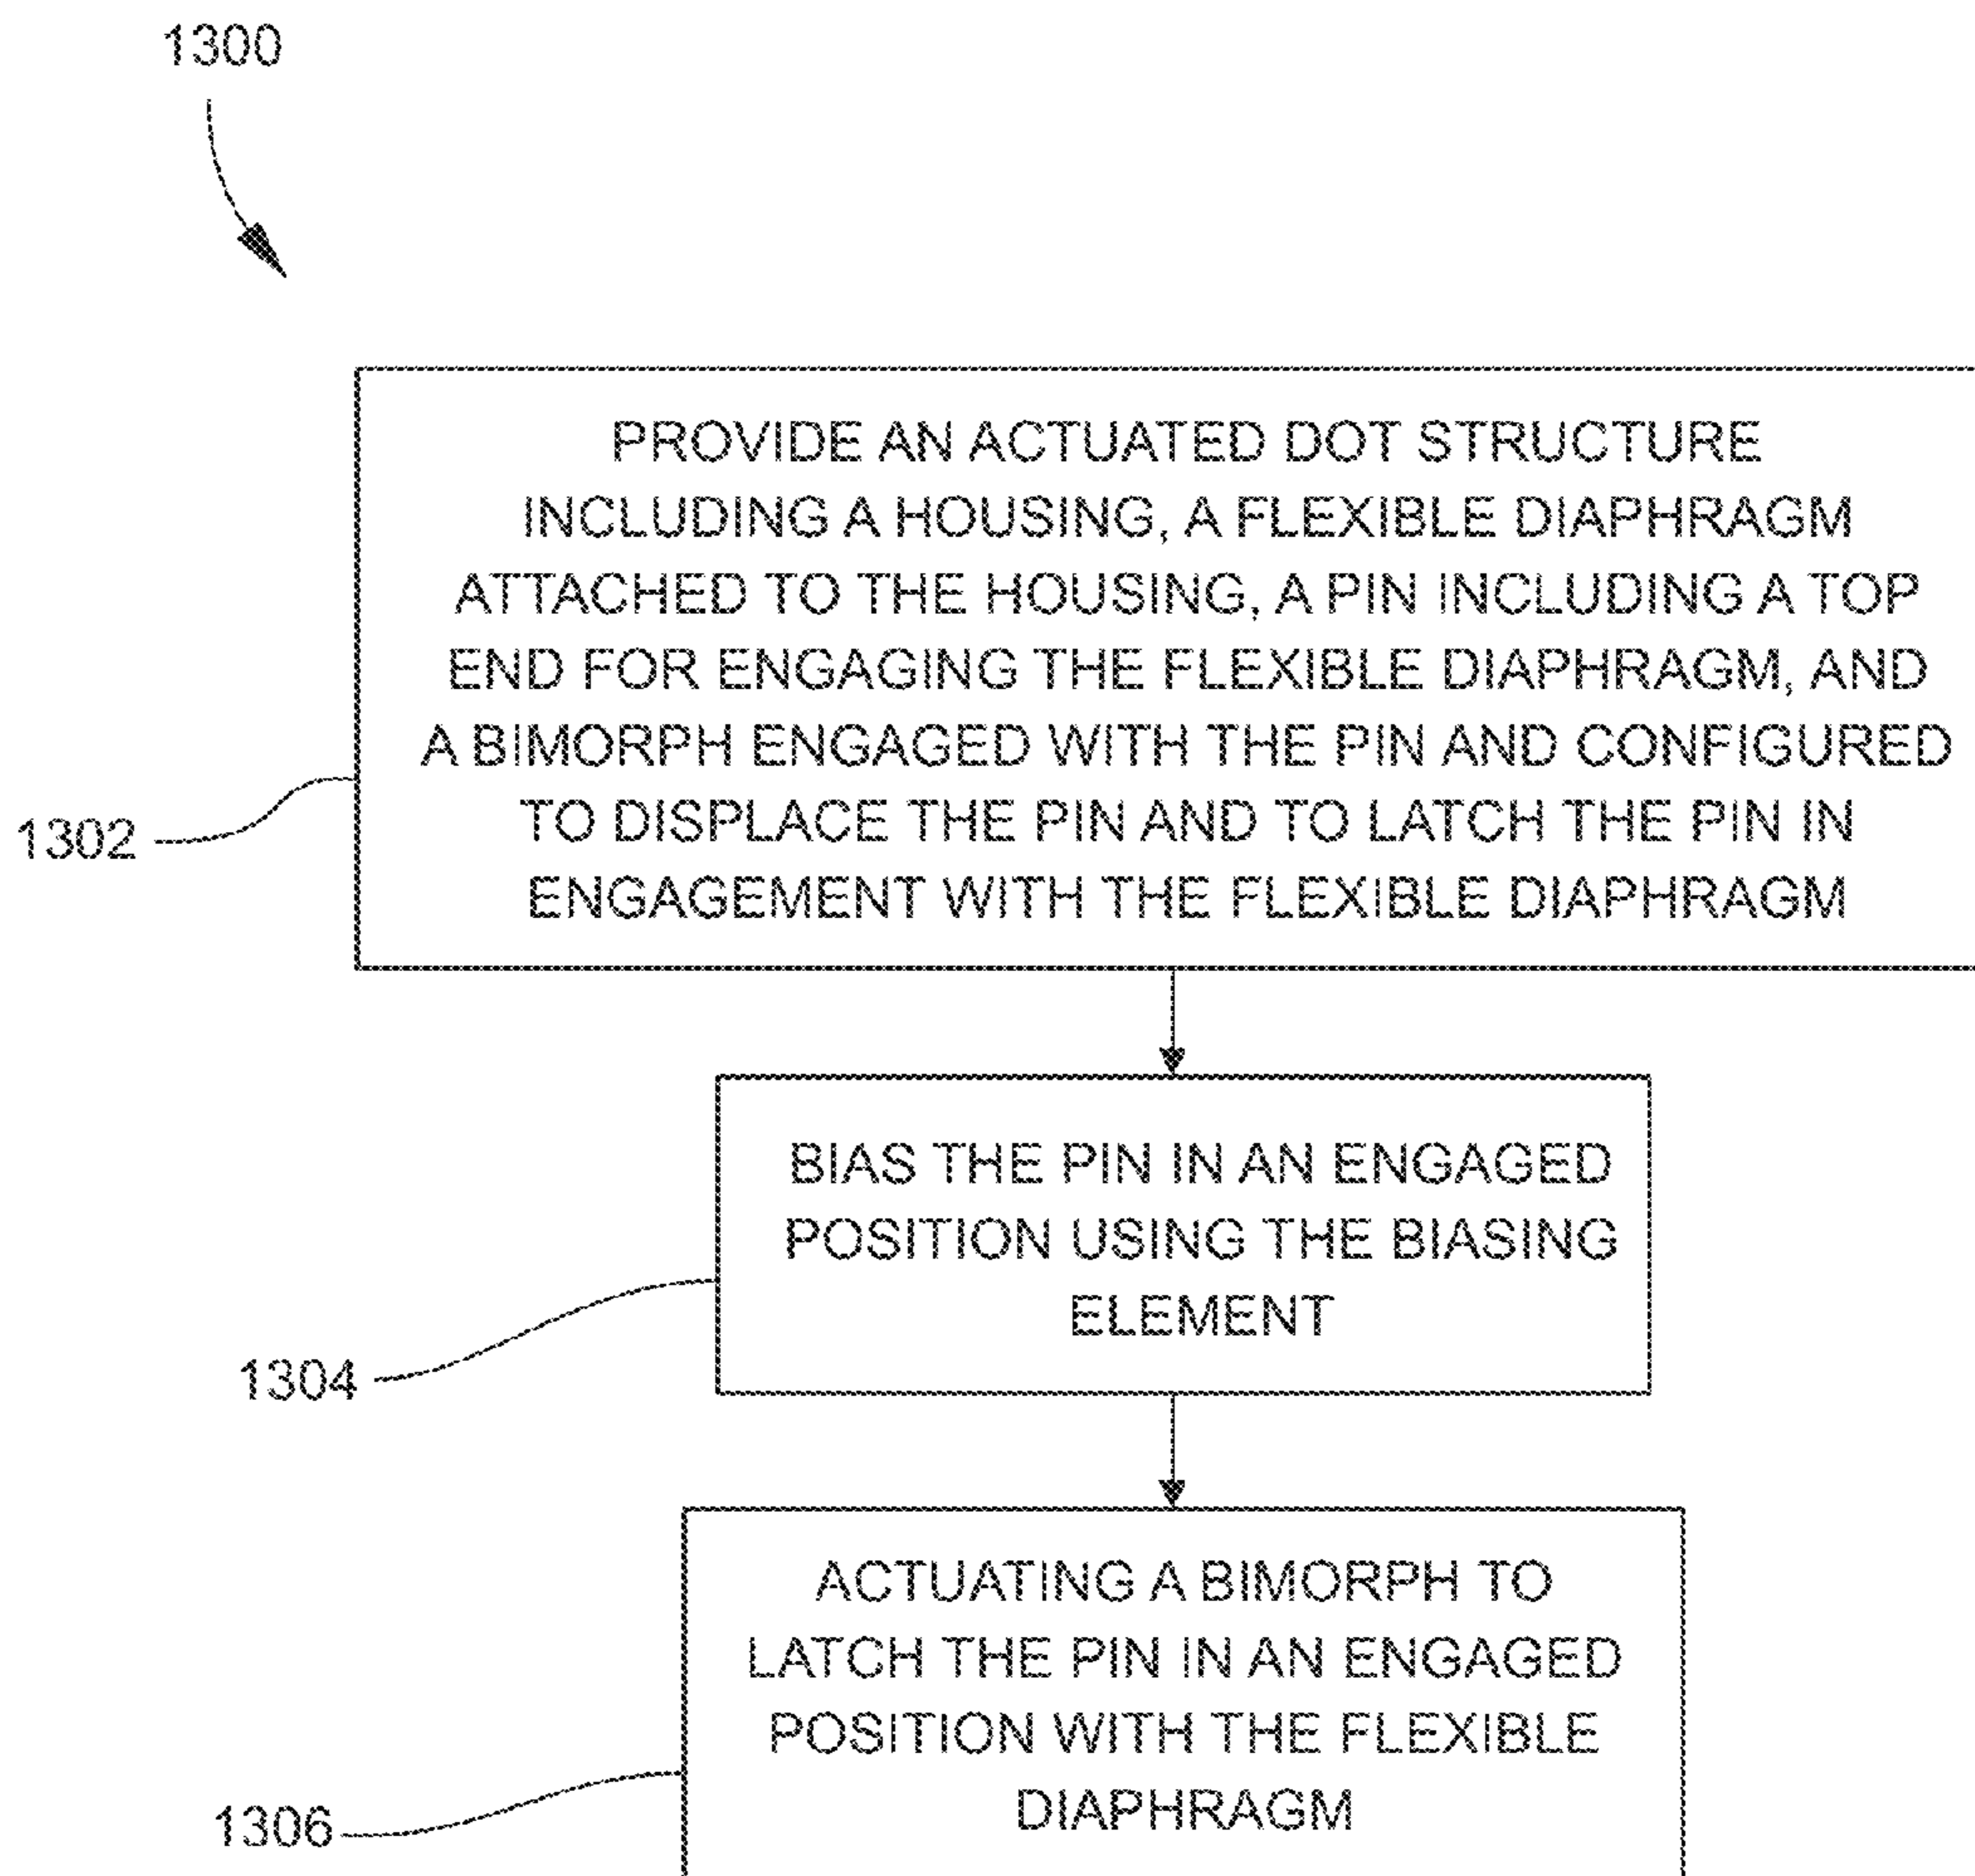 1300
PROVIDE AN ACTUATED DOT STRUCTURE
INCLUDING A HOUSING, A FLEXIBLE DIAPHRAGM
ATTACHED TO THE HOUSING, A PIN INCLUDING A TOP
END FOR ENGAGING THE FLEXIBLE DIAPHRAGM, AND
A BIMORPH ENGAGED WITH THE PIN AND CONFIGURED
TO DISPLACE THE PIN AND TO LATCH THE PIN IN
ENGAGEMENT WITH THE FLEXIBLE DIAPHRAGM
1302
BIAS THE PIN IN AN ENGAGED
POSITION USING THE BIASING
ELEMENT
1304
ACTUATING A BIMORPH TO
LATCH THE PIN IN AN ENGAGED
POSITION WITH THE FLEXIBLE
DIAPHRAGM
1306